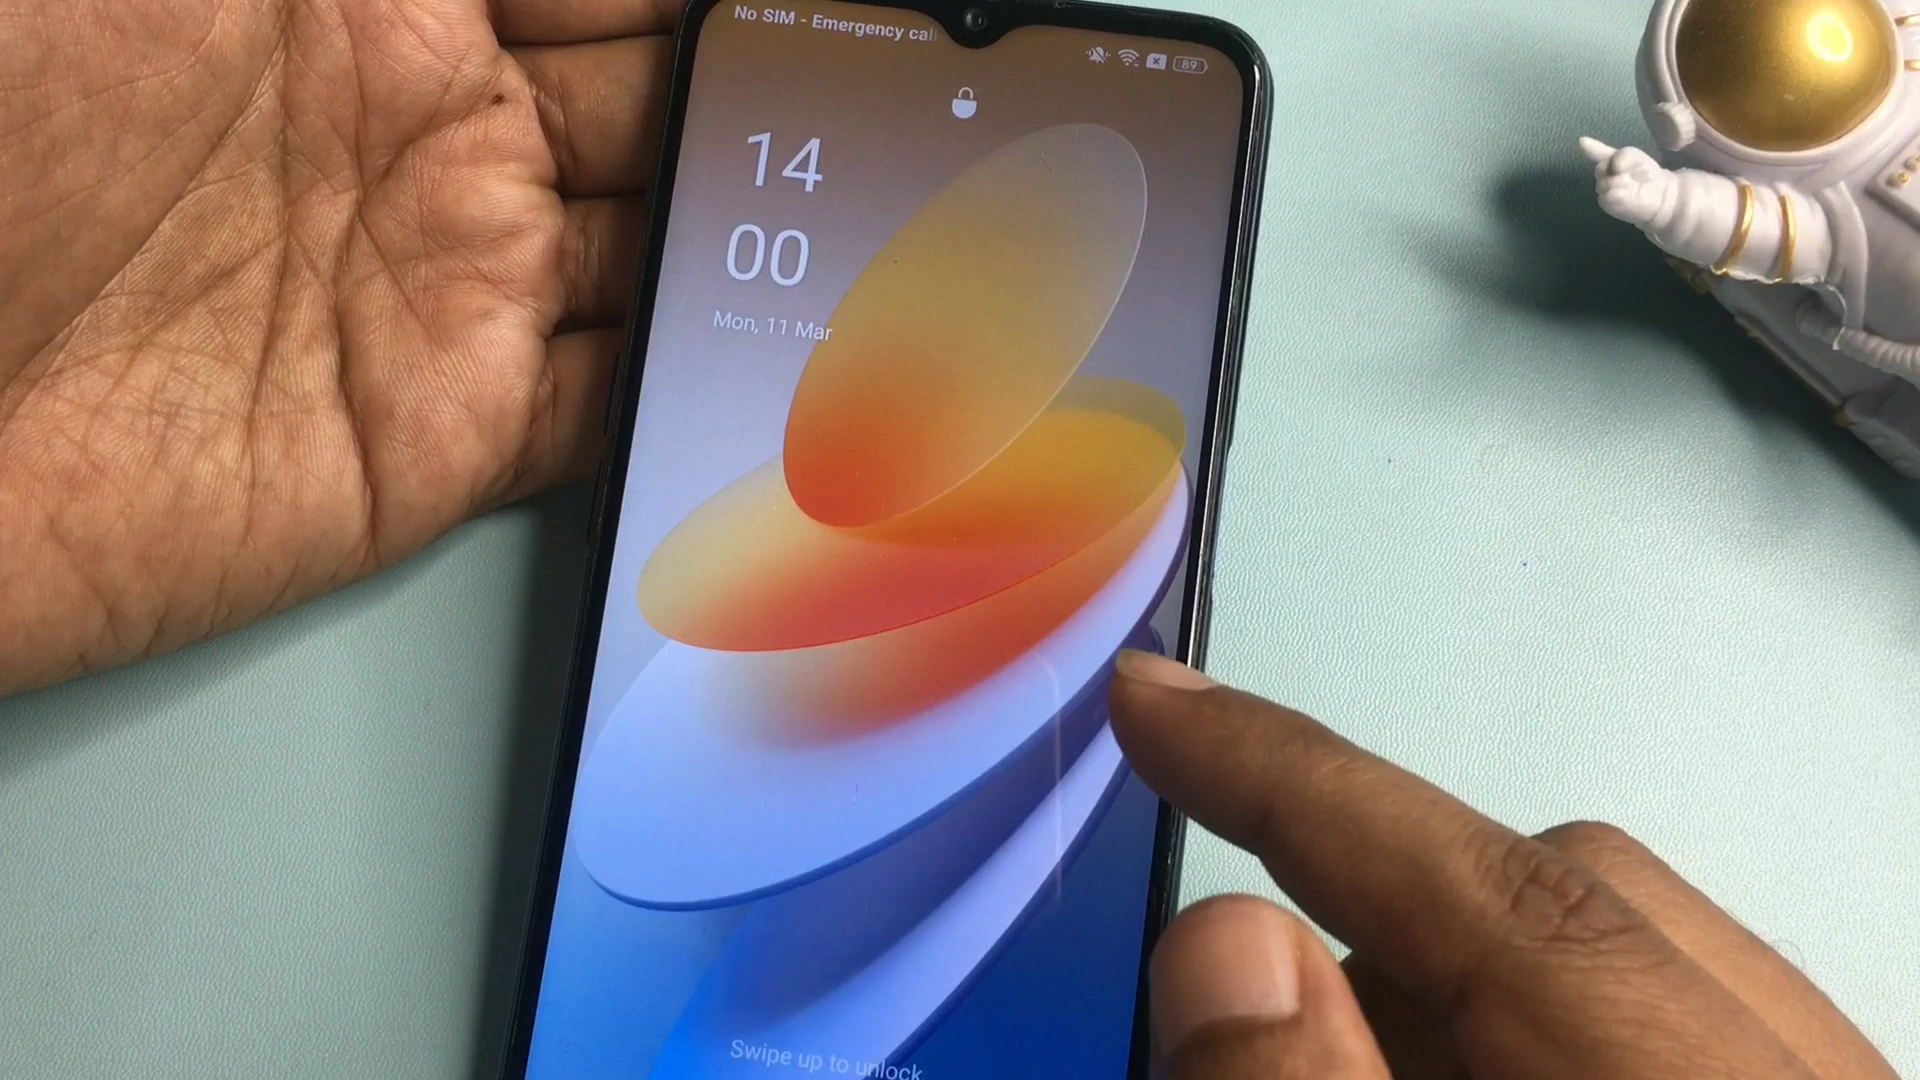 No SIM - Emergency call
89
14
00
Mon, 11 Mar
Swipe up to unlock